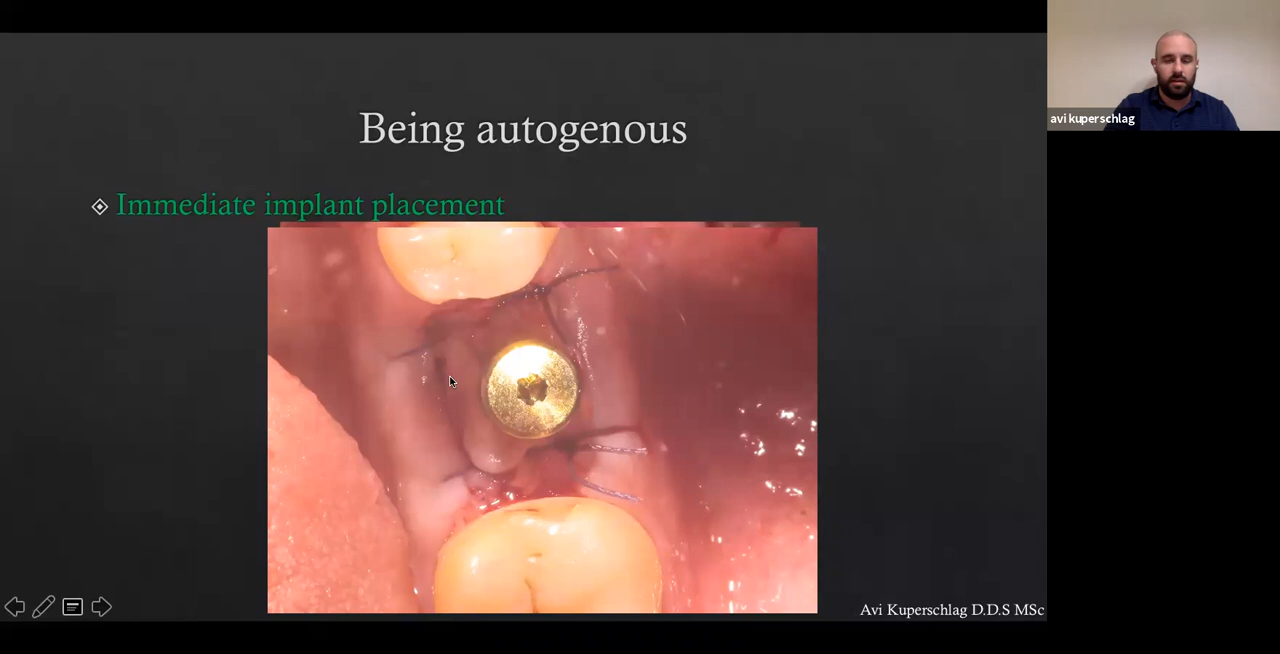 Being autogenous
Immediate implant placement
avi kuperschlag
Avi Kuperschlag D.D.S MSc